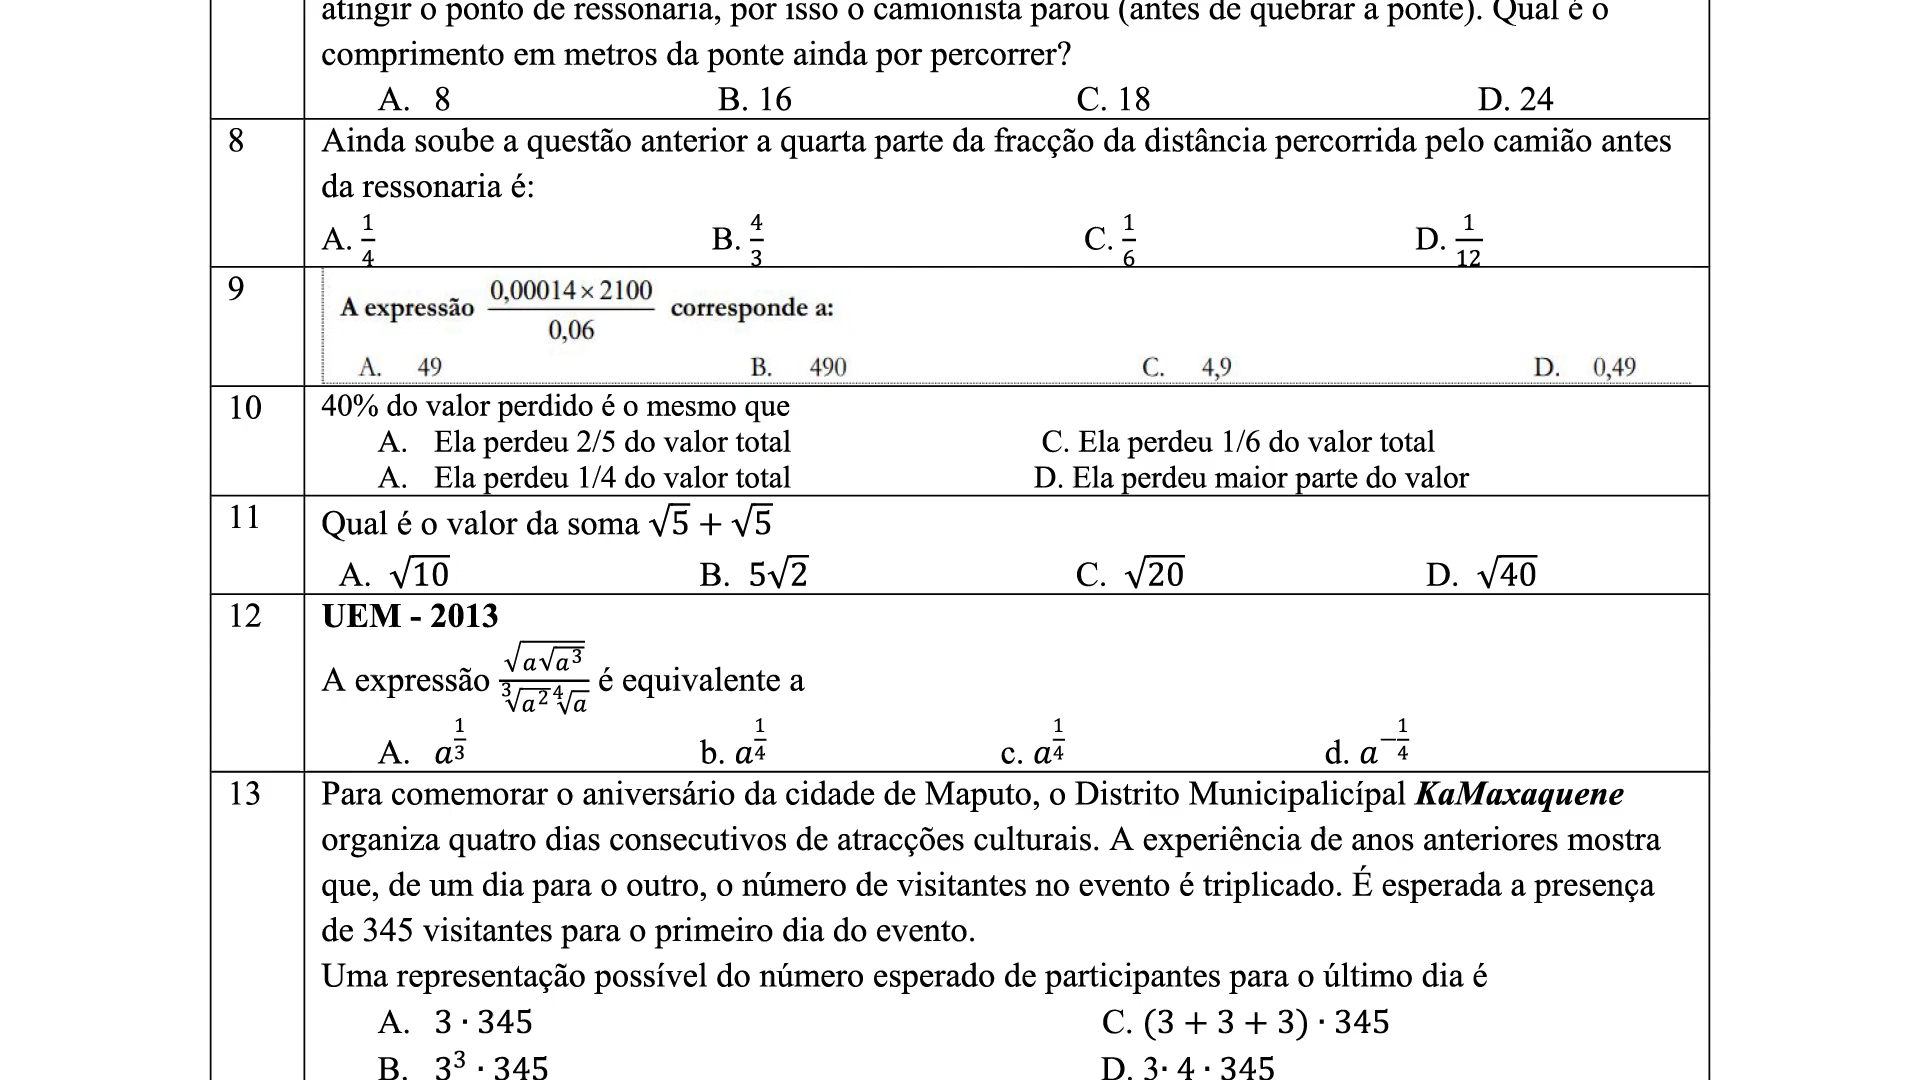 atingir o ponto de ressonaria, por isso o camionista parou (antes de quebrar a ponte). Qual é o
comprimento em metros da ponte ainda por percorrer?
A. 8 B. 16 C. 18 D. 24
8 Ainda soube a questão anterior a quarta parte da fracção da distância percorrida pelo camião antes
da ressonaria é:
A. 1/4 B. 4/3 C. 1/6 D. 1/12
9 A expressão 0,00014 × 2100 / 0,06 corresponde a:
A. 49 B. 490 C. 4,9 D. 0,49
10 40% do valor perdido é o mesmo que
A. Ela perdeu 2/5 do valor total C. Ela perdeu 1/6 do valor total
A. Ela perdeu 1/4 do valor total D. Ela perdeu maior parte do valor
11 Qual é o valor da soma √5 + √5
A. √10 B. 5√2 C. √20 D. √40
12 UEM - 2013
A expressão √(a√(a³)) / (∛(a²) ∜a) é equivalente a
A. a^(1/3) b. a^(1/4) c. a^(1/4) d. a^(−1/4)
13 Para comemorar o aniversário da cidade de Maputo, o Distrito Municipalicípal KaMaxaquene
organiza quatro dias consecutivos de atracções culturais. A experiência de anos anteriores mostra
que, de um dia para o outro, o número de visitantes no evento é triplicado. É esperada a presença
de 345 visitantes para o primeiro dia do evento.
Uma representação possível do número esperado de participantes para o último dia é
A. 3 · 345 C. (3 + 3 + 3) · 345
B. 3³ · 345 D. 3· 4 · 345